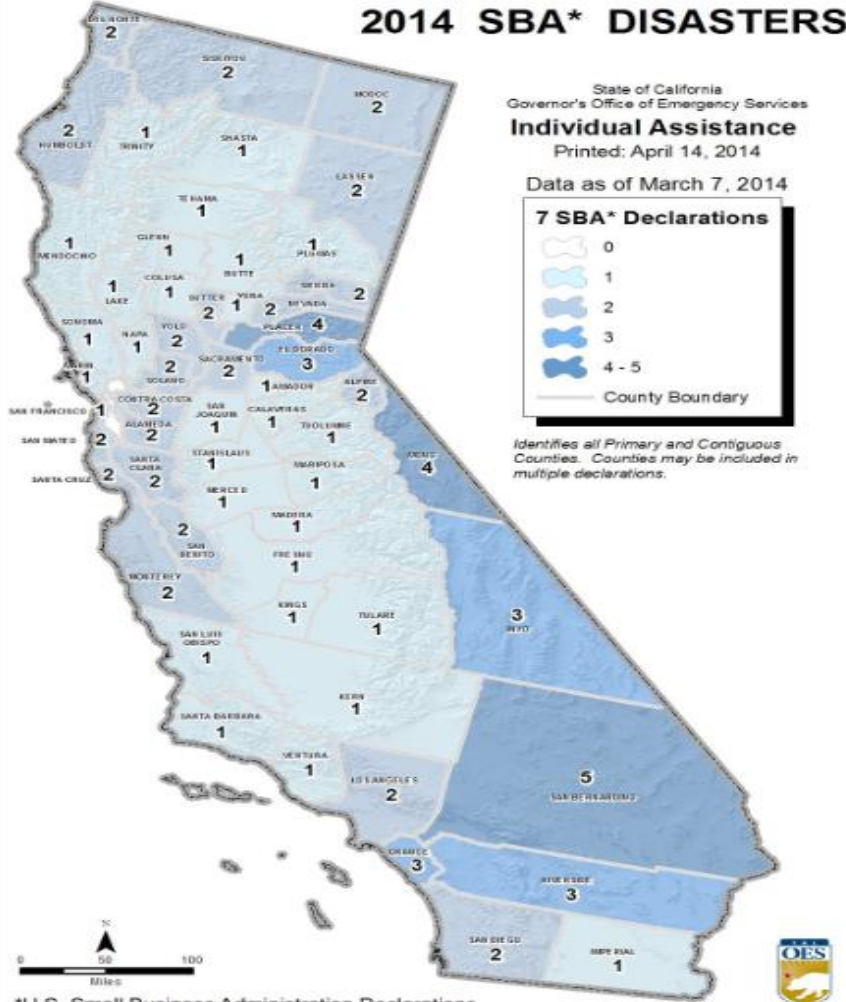 2014 SBA* DISASTERS
State of California
Governor's Office of Emergency Services
Individual Assistance
Printed: April 14, 2014
Data as of March 7, 2014
7 SBA* Declarations
0
1
2
3
4 - 5
County Boundary
Identifies all Primary and Contiguous
Counties. Counties may be included in
multiple declarations.
DEL NORTE
2
SISKIYOU
2
MODOC
2
2
HUMBOLDT
1
TRINITY
SHASTA
1
LASSEN
2
TEHAMA
1
1
MENDOCINO
GLENN
1
1
BUTTE
1
PLUMAS
1
LAKE
COLUSA
1
SUTTER
2
YUBA
1
SIERRA
2
NEVADA
2
PLACER 4
SONOMA
1
NAPA
1
YOLO
2
SACRAMENTO
2
ELDORADO
3
MARIN
1
2
SOLANO
1 AMADOR
ALPINE
2
SAN FRANCISCO 1
CONTRA COSTA
2
ALAMEDA
2
SAN
JOAQUIN
1
CALAVERAS
1
TUOLUMNE
1
SAN MATEO 2
SANTA
CLARA
2
STANISLAUS
1
MARIPOSA
1
MONO
4
SANTA CRUZ 2
MERCED
1
MADERA
1
2
SAN
BENITO
FRESNO
1
MONTEREY
2
KINGS
1
TULARE
1
3
INYO
SAN LUIS
OBISPO
1
KERN
1
SANTA BARBARA
1
VENTURA
1
LOS ANGELES
2
5
SAN BERNARDINO
ORANGE
3
RIVERSIDE
3
SAN DIEGO
2
IMPERIAL
1
N
0 50 100
Miles
OES
*U.S. Small Business Administration Declarations